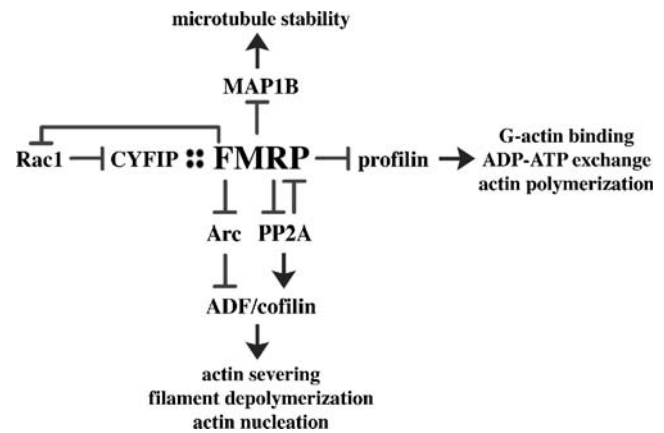 microtubule stability
MAP1B
Rac1 CYFIP FMRP profilin
G-actin binding
ADP-ATP exchange
actin polymerization
Arc PP2A
ADF/cofilin
actin severing
filament depolymerization
actin nucleation